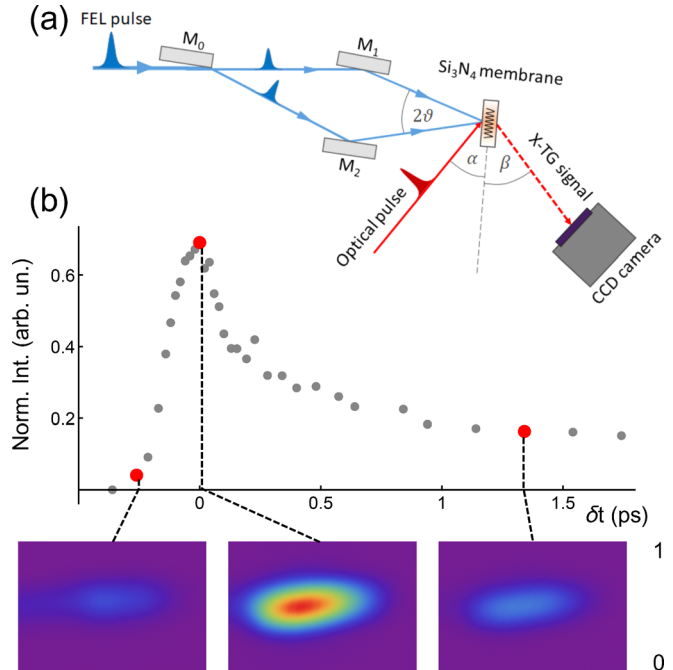 (a)
FEL pulse
M₀
M₁
Si₃N₄ membrane
2ϑ
M₂
α
β
X-TG signal
Optical pulse
CCD camera
(b)
Norm. Int. (arb. un.)
0.6
0.4
0.2
0
0.5
1
1.5
δt (ps)
1
0